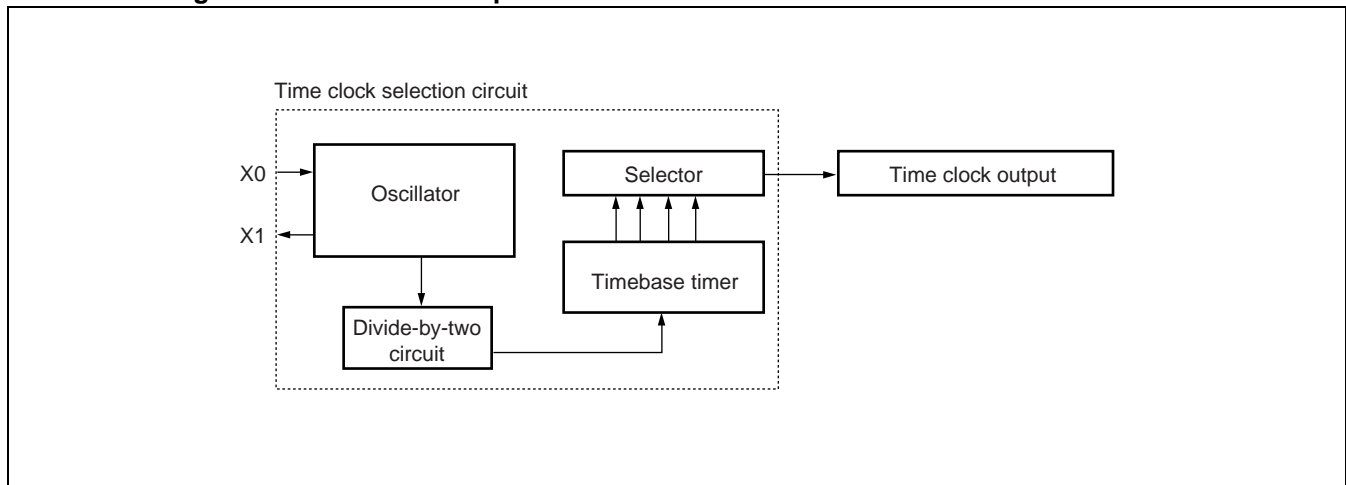 Time clock selection circuit
X0
Oscillator
X1
Selector
Time clock output
Timebase timer
Divide-by-two
circuit